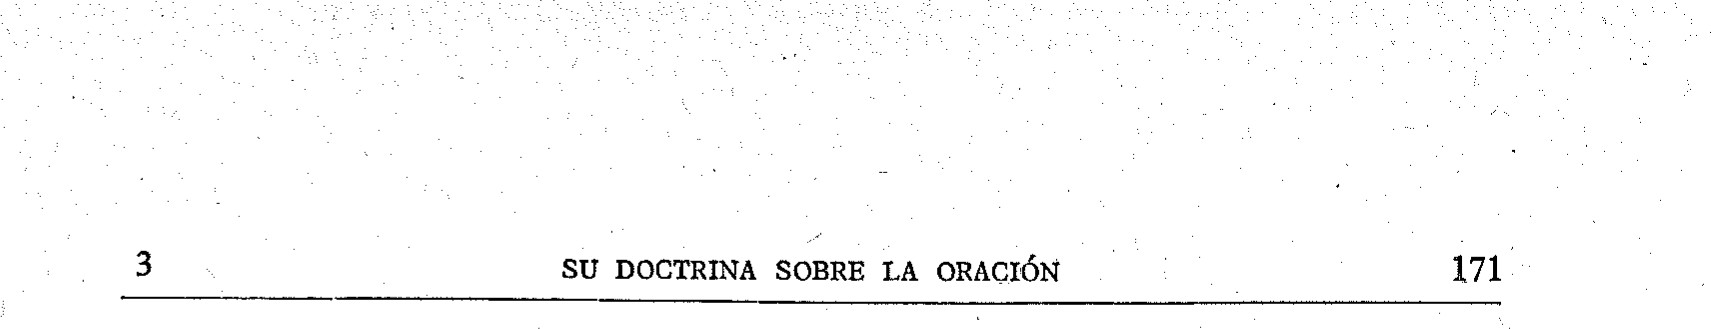 3 SU DOCTRINA SOBRE LA ORACIÓN 171